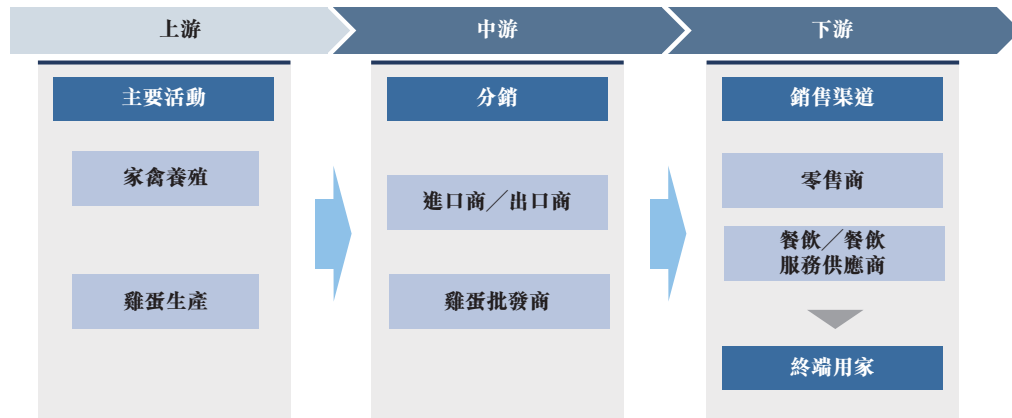 上游
中游
下游
主要活動
家禽養殖
雞蛋生產
分銷
進口商╱出口商
雞蛋批發商
銷售渠道
零售商
餐飲╱餐飲
服務供應商
終端用家